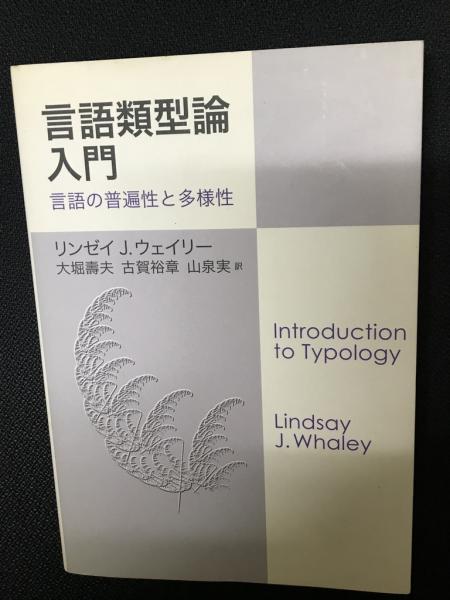 言語類型論
入門
言語の普遍性と多様性
リンゼイ J.ウェイリー
大堀壽夫 古賀裕章 山泉実 訳
Introduction
to Typology
Lindsay
J. Whaley